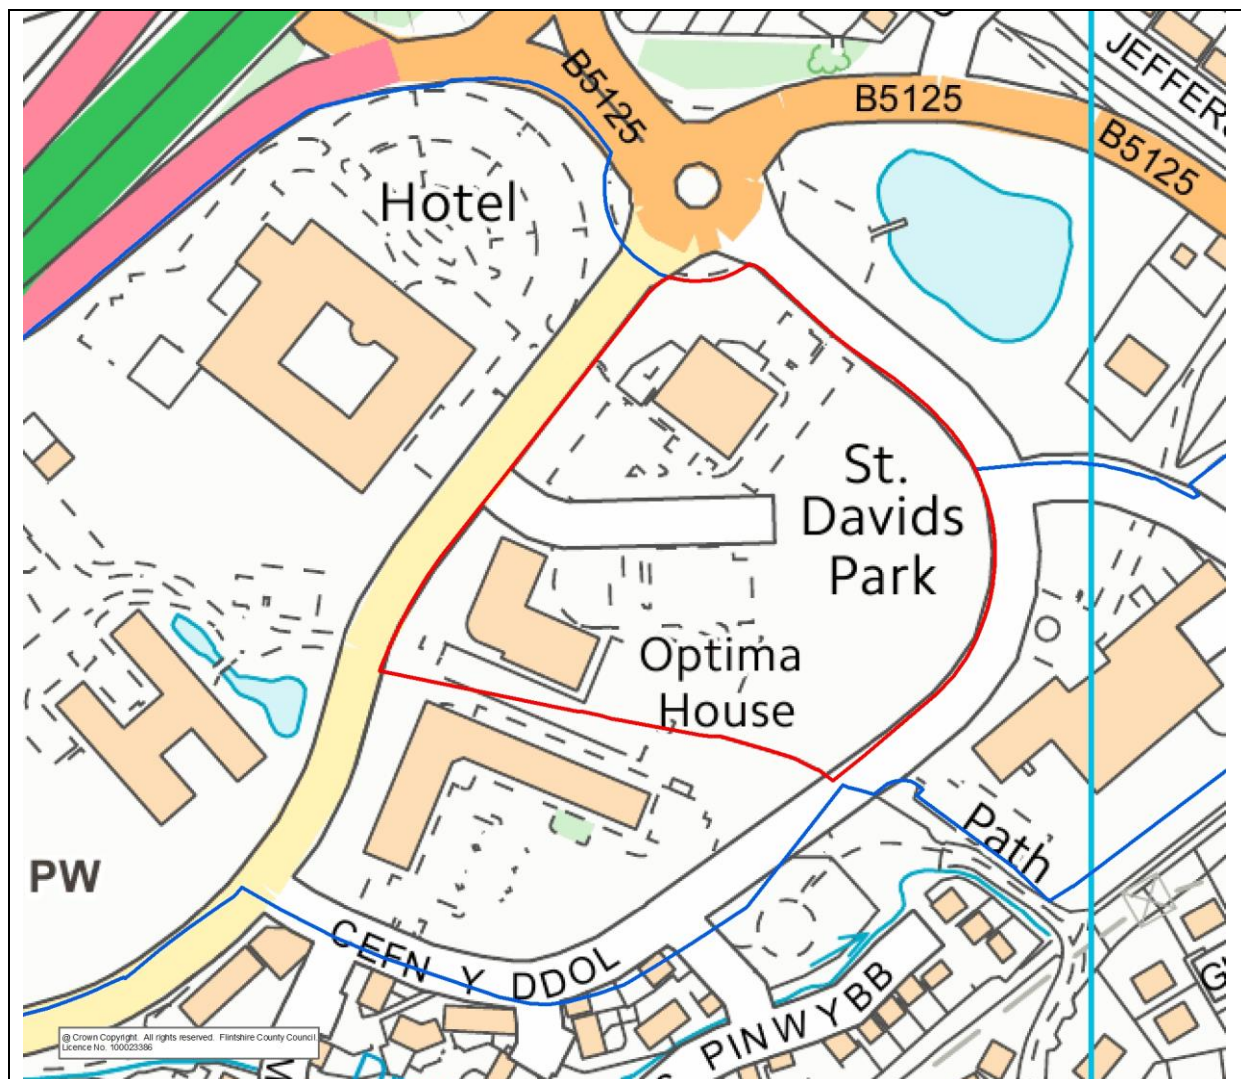 B5125
B5125
B5125
JEFFERS
Hotel
St.
Davids
Park
Optima
House
Path
PW
CEFN Y DDOL
PINWYBB
@ Crown Copyright. All rights reserved. Flintshire County Council.
Licence No. 100023386